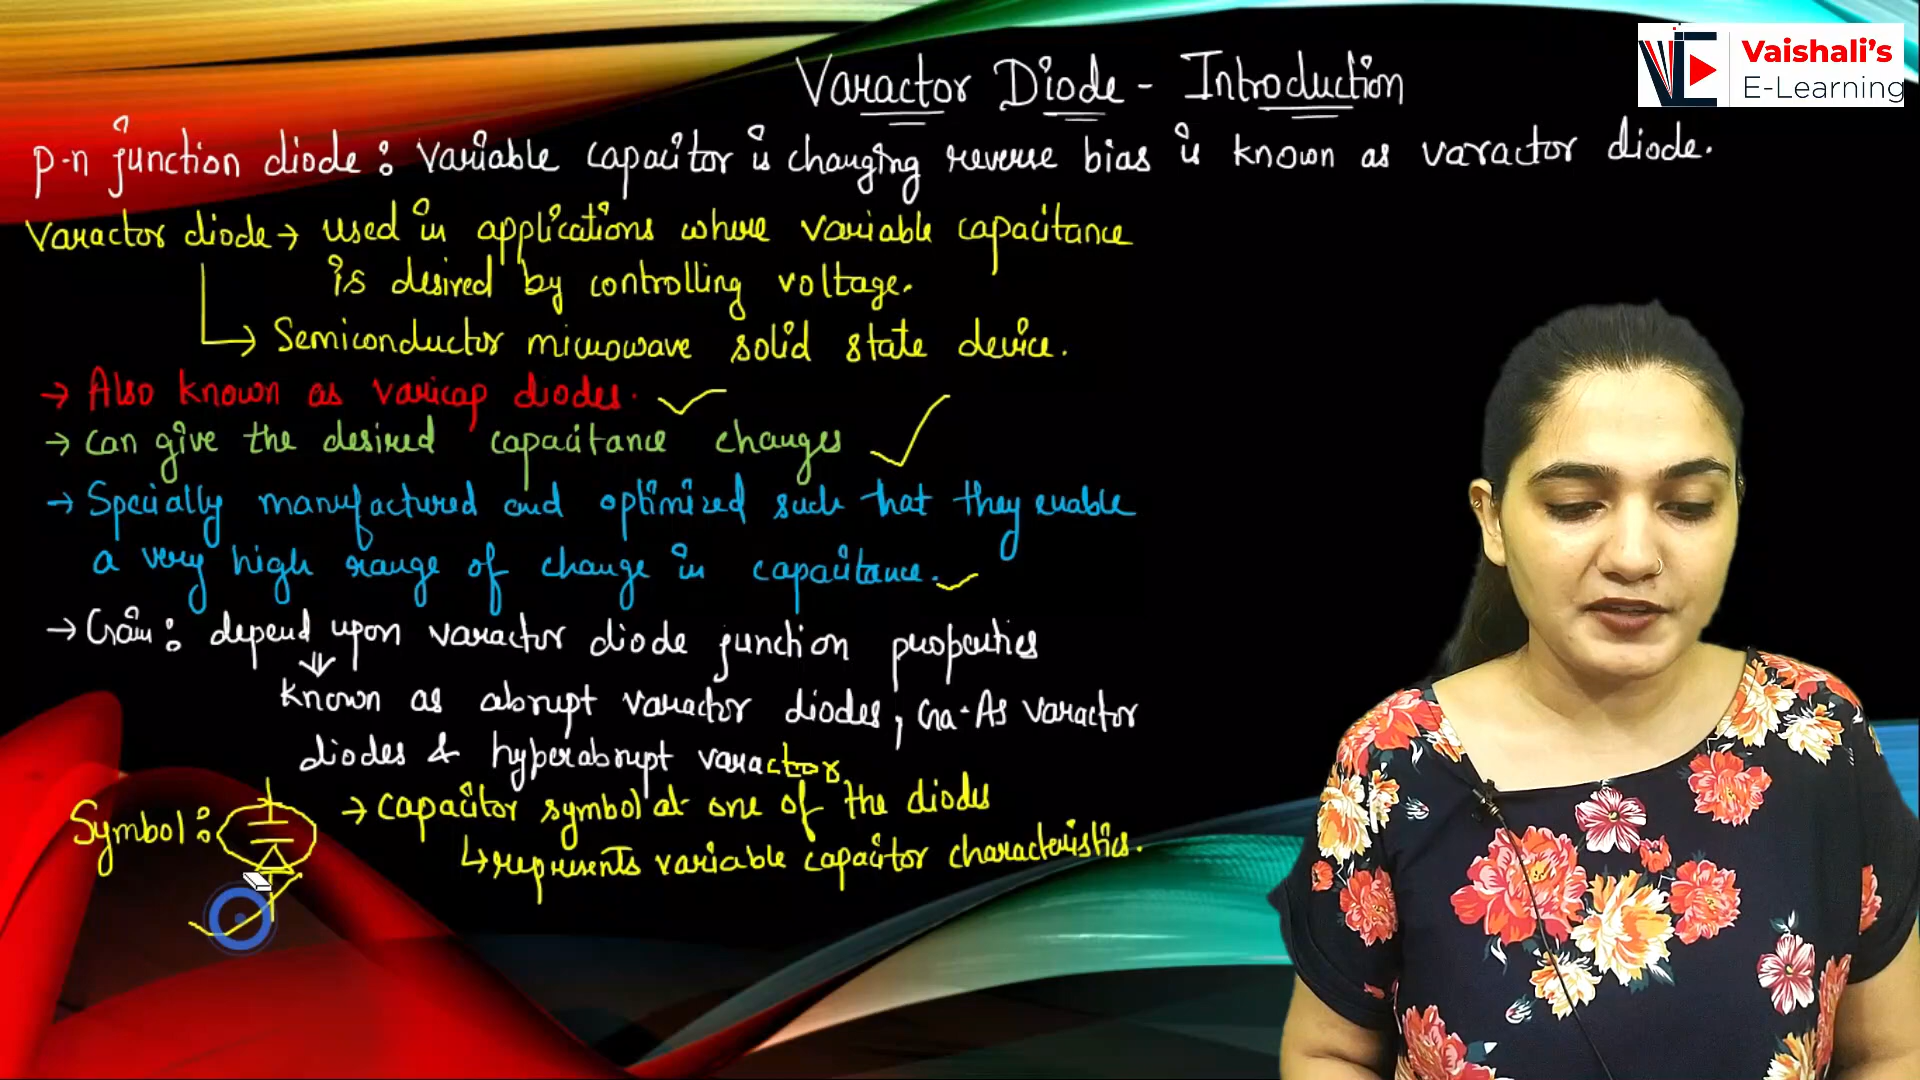 Varactor Diode - Introduction
Vaishali's
E-Learning
p-n junction diode : variable capacitor is changing reverse bias is known as varactor diode.
Varactor diode → used in applications where variable capacitance
is desired by controlling voltage.
→ Semiconductor microwave solid state device.
→ Also known as varicap diodes.
→ can give the desired capacitance changes
→ Specially manufactured and optimized such that they enable
a very high range of change in capacitance.
→ Gain : depend upon varactor diode junction properties
known as abrupt varactor diodes, Ga-As varactor
diodes & hyperabrupt varactor
Symbol :
→ capacitor symbol at one of the diodes
↳ represents variable capacitor characteristics.